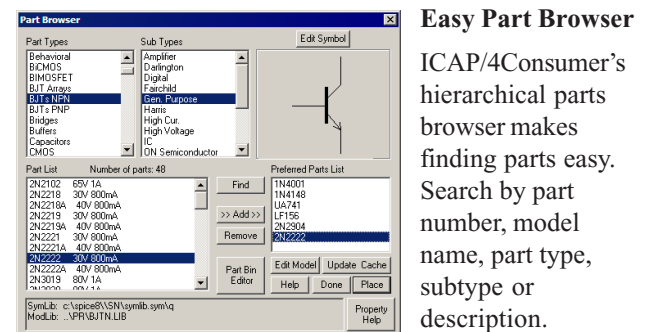 Part Browser
Part Types
Sub Types
Edit Symbol
Behavioral
BiCMOS
BIMOSFET
BJT Arrays
BJTs NPN
BJTs PNP
Bridges
Buffers
Capacitors
CMOS
Amplifier
Darlington
Digital
Fairchild
Gen. Purpose
Harris
High Cur.
High Voltage
IC
ON Semiconductor
Part List Number of parts: 48
2N2102 65V 1A
2N2218 30V 800mA
2N2218A 40V 800mA
2N2219 30V 800mA
2N2219A 40V 800mA
2N2221 30V 800mA
2N2221A 40V 800mA
2N2222 30V 800mA
2N2222A 40V 800mA
2N3019 80V 1A
Find
>> Add >>
Remove
Part Bin
Editor
Preferred Parts List
1N4001
1N4148
UA741
LF156
2N2904
2N2222
Edit Model
Update Cache
Help
Done
Place
SymLib: c:\spice8\\SN\symlib.sym\q
ModLib: ..\PR\BJTN.LIB
Property
Help
Easy Part Browser
ICAP/4Consumer's
hierarchical parts
browser makes
finding parts easy.
Search by part
number, model
name, part type,
subtype or
description.